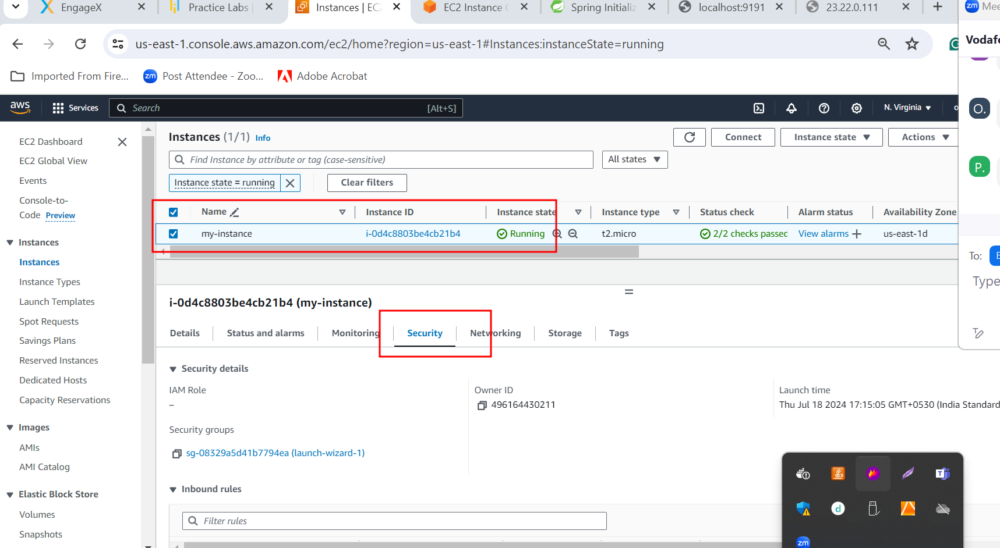 EngageX
Practice Labs
Instances | EC
EC2 Instance C
Spring Initializ
localhost:9191
23.22.0.111
zm Mee
us-east-1.console.aws.amazon.com/ec2/home?region=us-east-1#Instances:instanceState=running
Vodafo
Imported From Fire...
zm Post Attendee - Zoo...
Adobe Acrobat
aws
Services
Search
[Alt+S]
N. Virginia
O.
EC2 Dashboard
EC2 Global View
Events
Console-to-
Code Preview
Instances
Instances
Instance Types
Launch Templates
Spot Requests
Savings Plans
Reserved Instances
Dedicated Hosts
Capacity Reservations
Images
AMIs
AMI Catalog
Elastic Block Store
Volumes
Snapshots
Instances (1/1) Info
Connect
Instance state
Actions
Find Instance by attribute or tag (case-sensitive)
All states
P.
Instance state = running
Clear filters
Name
Instance ID
Instance state
Instance type
Status check
Alarm status
Availability Zone
my-instance
i-0d4c8803be4cb21b4
Running
t2.micro
2/2 checks passed
View alarms +
us-east-1d
To:
Type
i-0d4c8803be4cb21b4 (my-instance)
Details
Status and alarms
Monitoring
Security
Networking
Storage
Tags
Security details
IAM Role
–
Owner ID
496164430211
Launch time
Thu Jul 18 2024 17:15:05 GMT+0530 (India Standard
Security groups
sg-08329a5d41b7794ea (launch-wizard-1)
Inbound rules
Filter rules
zm